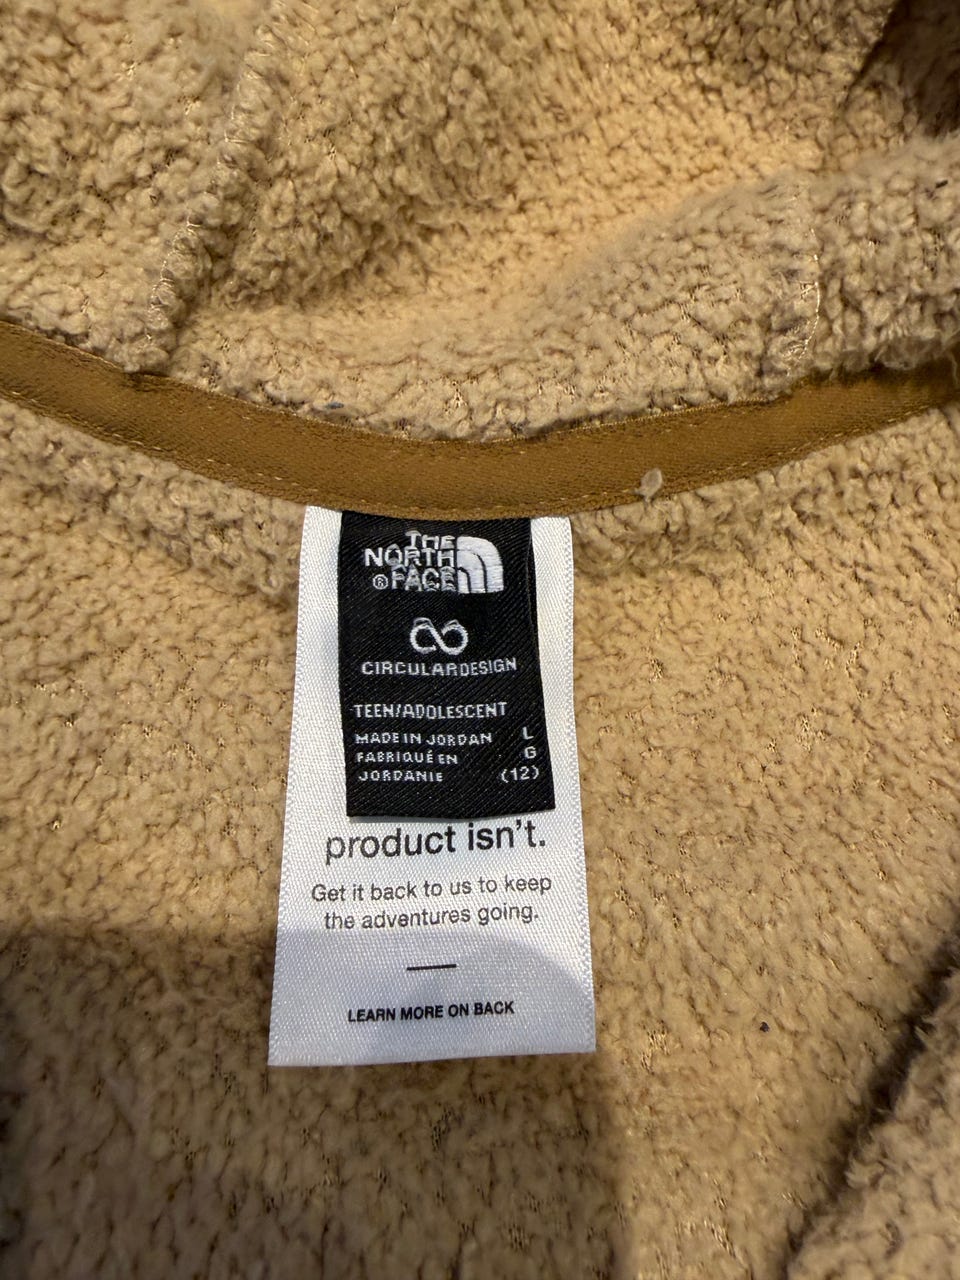 THE
NORTH
®FACE
CIRCULARDESIGN
TEEN/ADOLESCENT
MADE IN JORDAN L
FABRIQUÉ EN G
JORDANIE (12)
product isn't.
Get it back to us to keep
the adventures going.
LEARN MORE ON BACK